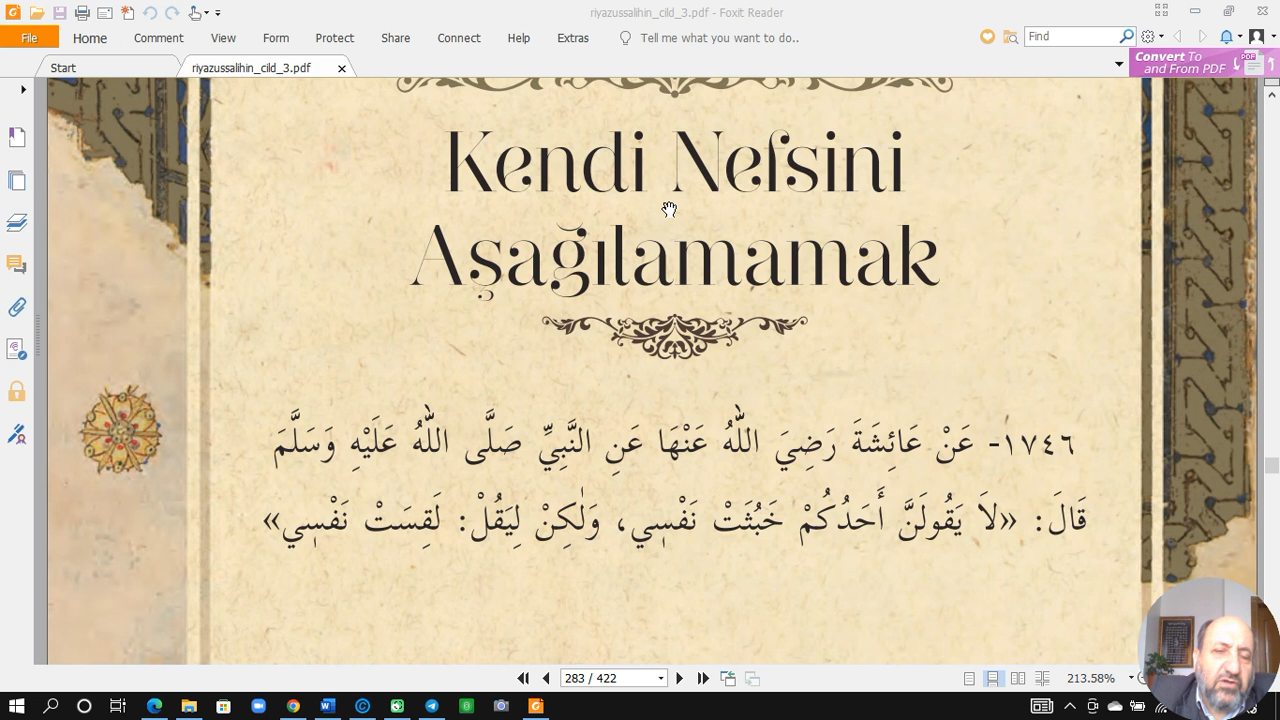 riyazussalihin_cild_3.pdf - Foxit Reader
File Home Comment View Form Protect Share Connect Help Extras Tell me what you want to do.. Find
Start riyazussalihin_cild_3.pdf
Convert To
and From PDF
Kendi Nefsini
Aşağılamamak
١٧٤٦- عَنْ عَائِشَةَ رَضِيَ اللّٰهُ عَنْهَا عَنِ النَّبِيِّ صَلَّى اللّٰهُ عَلَيْهِ وَسَلَّمَ
قَالَ: «لَا يَقُولَنَّ أَحَدُكُمْ خَبُثَتْ نَفْسِي، وَلٰكِنْ لِيَقُلْ: لَقِسَتْ نَفْسِي»
283 / 422 213.58%